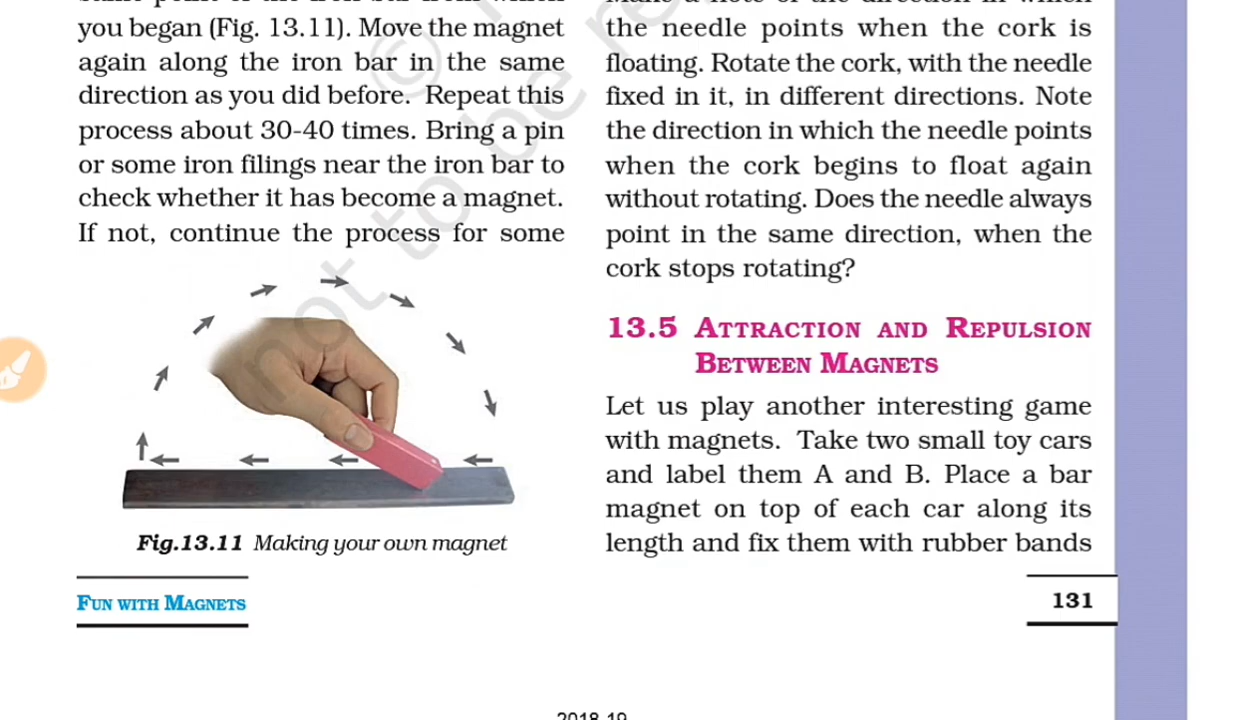 you began (Fig. 13.11). Move the magnet
again along the iron bar in the same
direction as you did before. Repeat this
process about 30-40 times. Bring a pin
or some iron filings near the iron bar to
check whether it has become a magnet.
If not, continue the process for some
Fig.13.11 Making your own magnet
FUN WITH MAGNETS
the needle points when the cork is
floating. Rotate the cork, with the needle
fixed in it, in different directions. Note
the direction in which the needle points
when the cork begins to float again
without rotating. Does the needle always
point in the same direction, when the
cork stops rotating?
13.5 ATTRACTION AND REPULSION
BETWEEN MAGNETS
Let us play another interesting game
with magnets. Take two small toy cars
and label them A and B. Place a bar
magnet on top of each car along its
length and fix them with rubber bands
131
2018-19
© 
not to be re